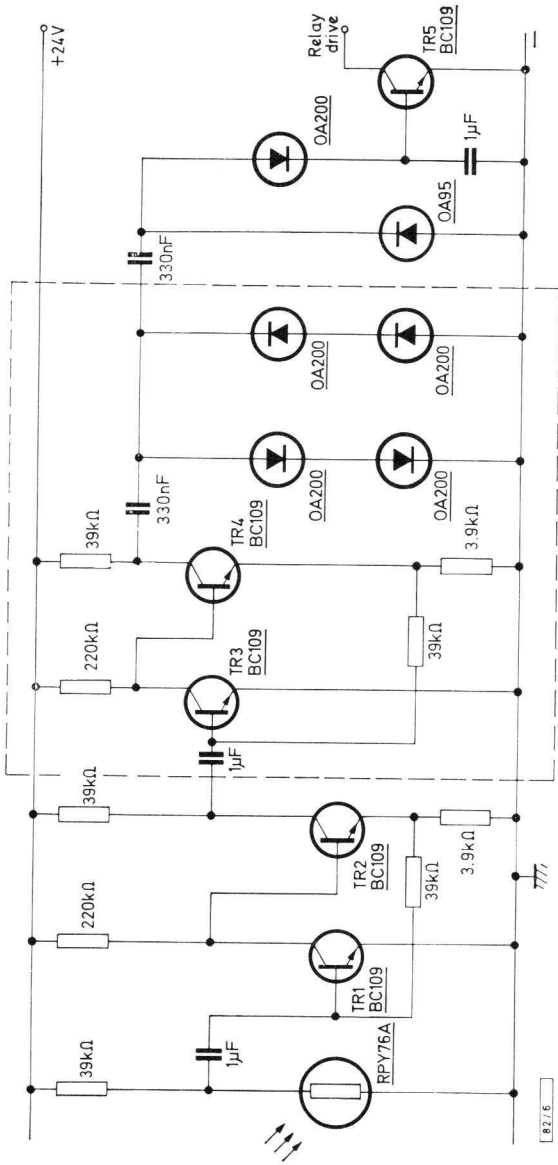 +24V
39kΩ
220kΩ
39kΩ
220kΩ
39kΩ
1µF
1µF
330nF
330nF
RPY76A
TR1
BC109
TR2
BC109
39kΩ
3.9kΩ
TR3
BC109
TR4
BC109
39kΩ
3.9kΩ
OA200
OA200
OA200
OA200
OA95
OA200
1µF
Relay
drive
TR5
BC109
—
82/6